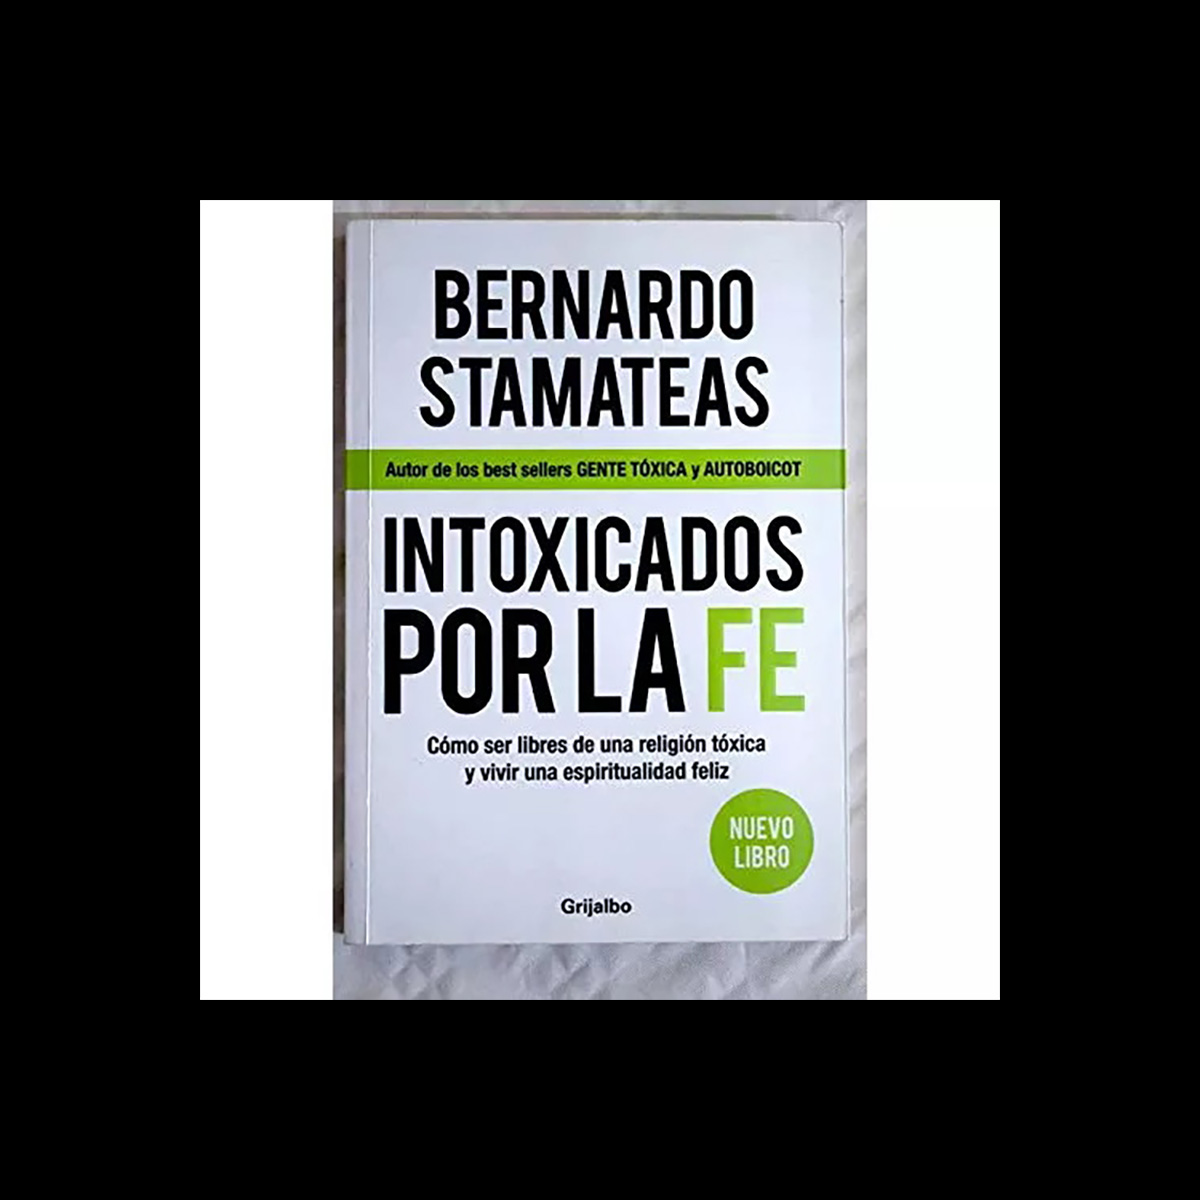 BERNARDO
STAMATEAS
Autor de los best sellers GENTE TÓXICA y AUTOBOICOT
INTOXICADOS
POR LA FE
Cómo ser libres de una religión tóxica
y vivir una espiritualidad feliz
NUEVO
LIBRO
Grijalbo